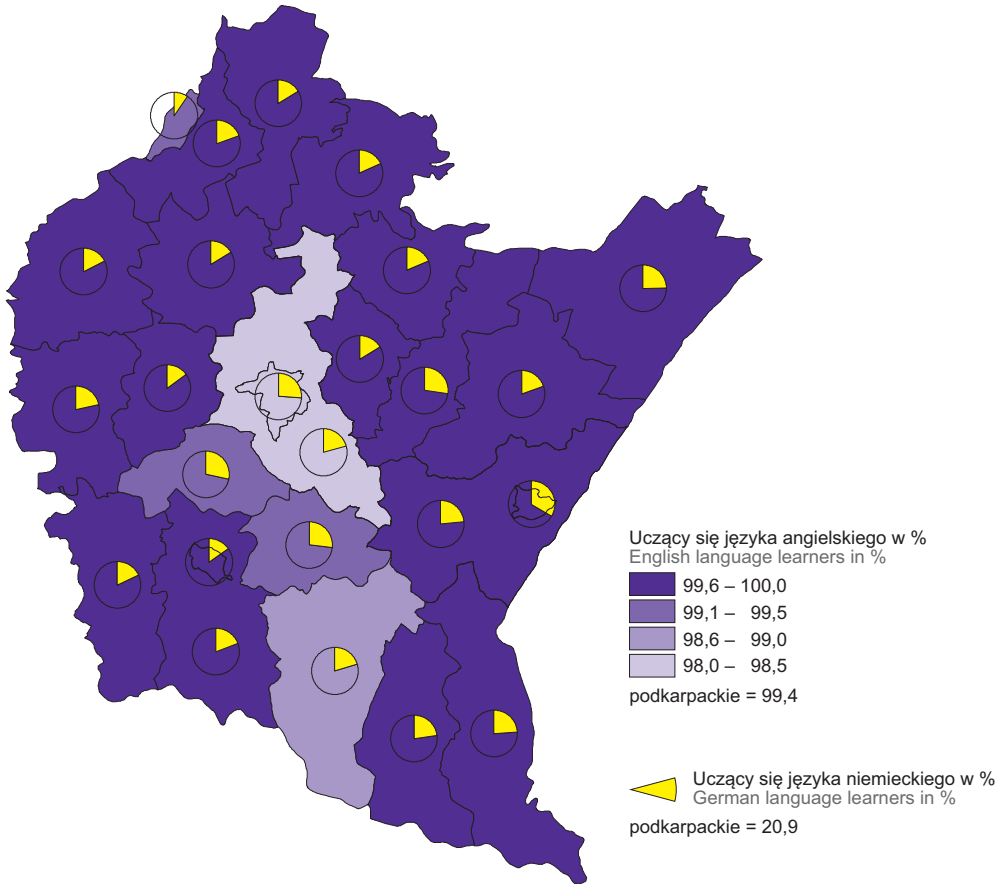 Uczący się języka angielskiego w %
English language learners in %
99,6 – 100,0
99,1 – 99,5
98,6 – 99,0
98,0 – 98,5
podkarpackie = 99,4
Uczący się języka niemieckiego w %
German language learners in %
podkarpackie = 20,9